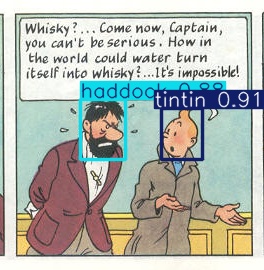 Whisky?... Come now, Captain,
you can't be serious. How in
the world could water turn
itself into whisky?...It's impossible!
haddock 0.88
tintin 0.91